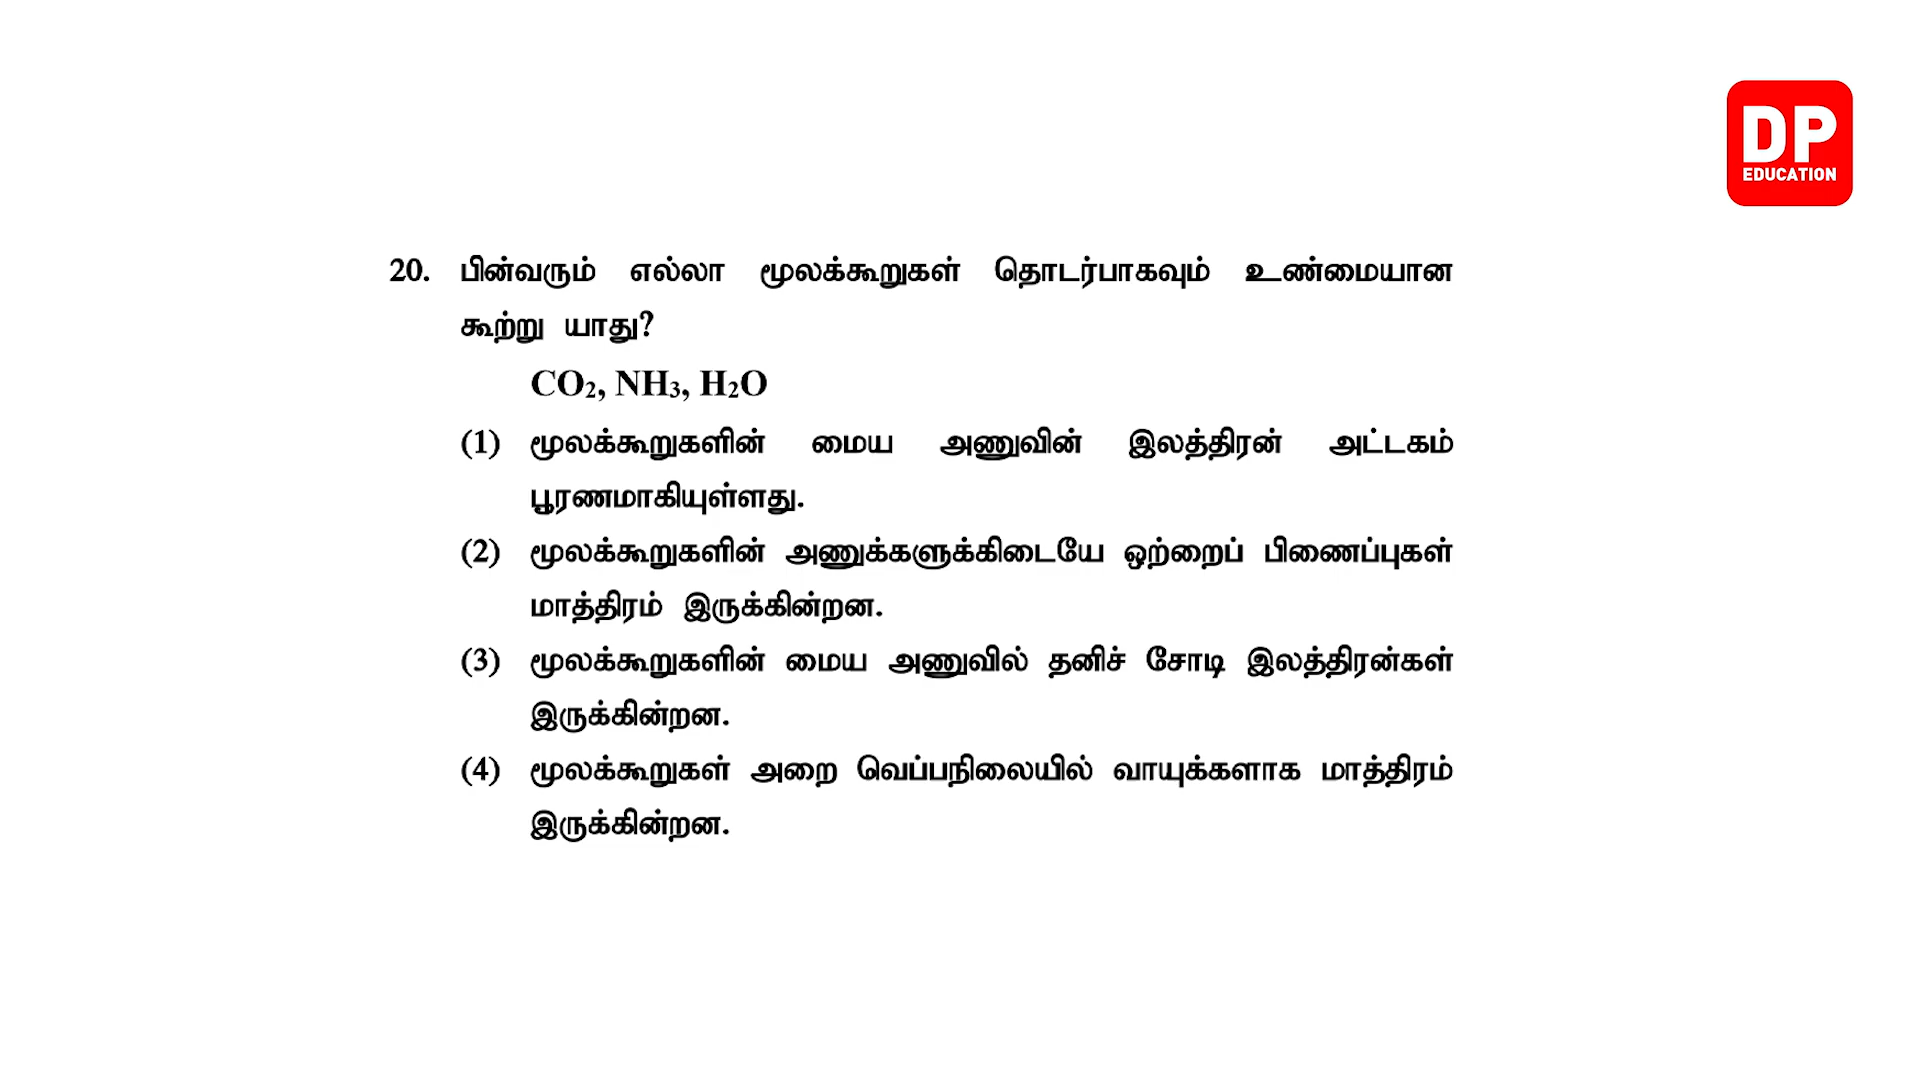 DP
EDUCATION
20. பின்வரும் எல்லா மூலக்கூறுகள் தொடர்பாகவும் உண்மையான
கூற்று யாது?
CO₂, NH₃, H₂O
(1) மூலக்கூறுகளின் மைய அணுவின் இலத்திரன் அட்டகம்
பூரணமாகியுள்ளது.
(2) மூலக்கூறுகளின் அணுக்களுக்கிடையே ஒற்றைப் பிணைப்புகள்
மாத்திரம் இருக்கின்றன.
(3) மூலக்கூறுகளின் மைய அணுவில் தனிச் சோடி இலத்திரன்கள்
இருக்கின்றன.
(4) மூலக்கூறுகள் அறை வெப்பநிலையில் வாயுக்களாக மாத்திரம்
இருக்கின்றன.